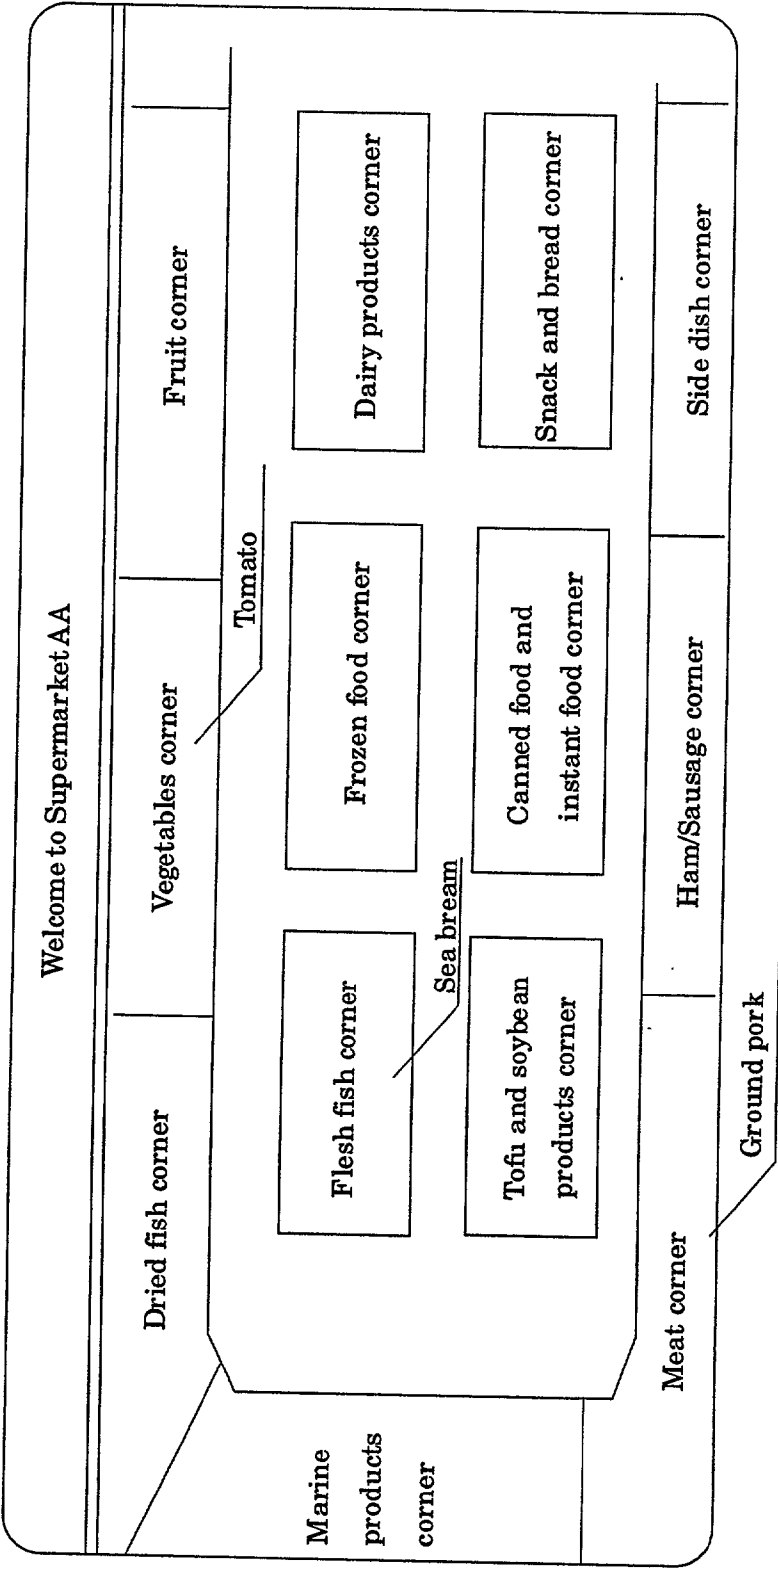 Welcome to Supermarket AA
Dried fish corner
Vegetables corner
Fruit corner
Tomato
Marine
products
corner
Flesh fish corner
Frozen food corner
Dairy products corner
Sea bream
Tofu and soybean
products corner
Canned food and
instant food corner
Snack and bread corner
Meat corner
Ham/Sausage corner
Side dish corner
Ground pork